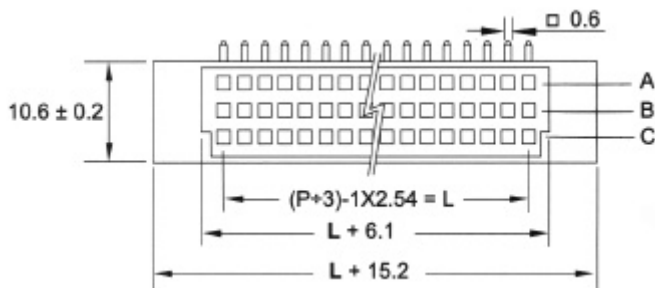 □ 0.6
A
10.6 ± 0.2
B
C
(P÷3)-1X2.54 = L
L + 6.1
L + 15.2